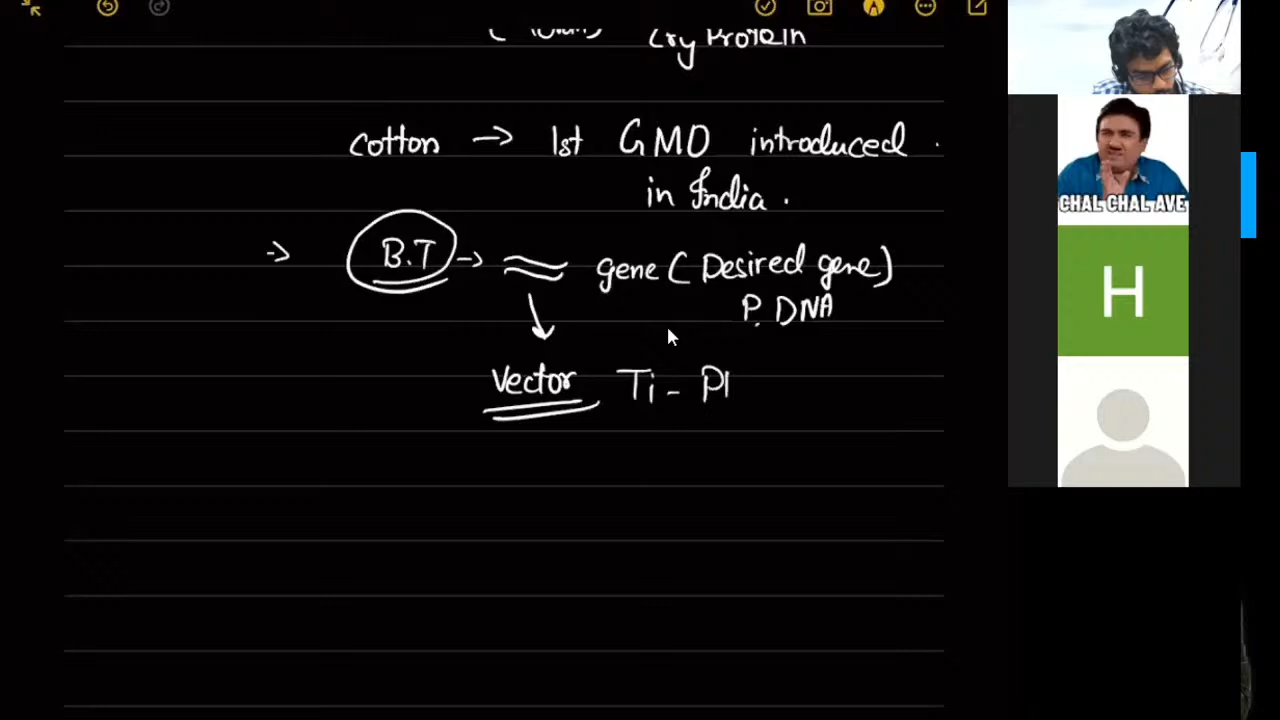 Cry Protein
cotton → 1st GMO introduced.
in India.
→ B.T → gene (Desired gene)
P. DNA
Vector Ti - Pl
CHAL CHAL AVE
H